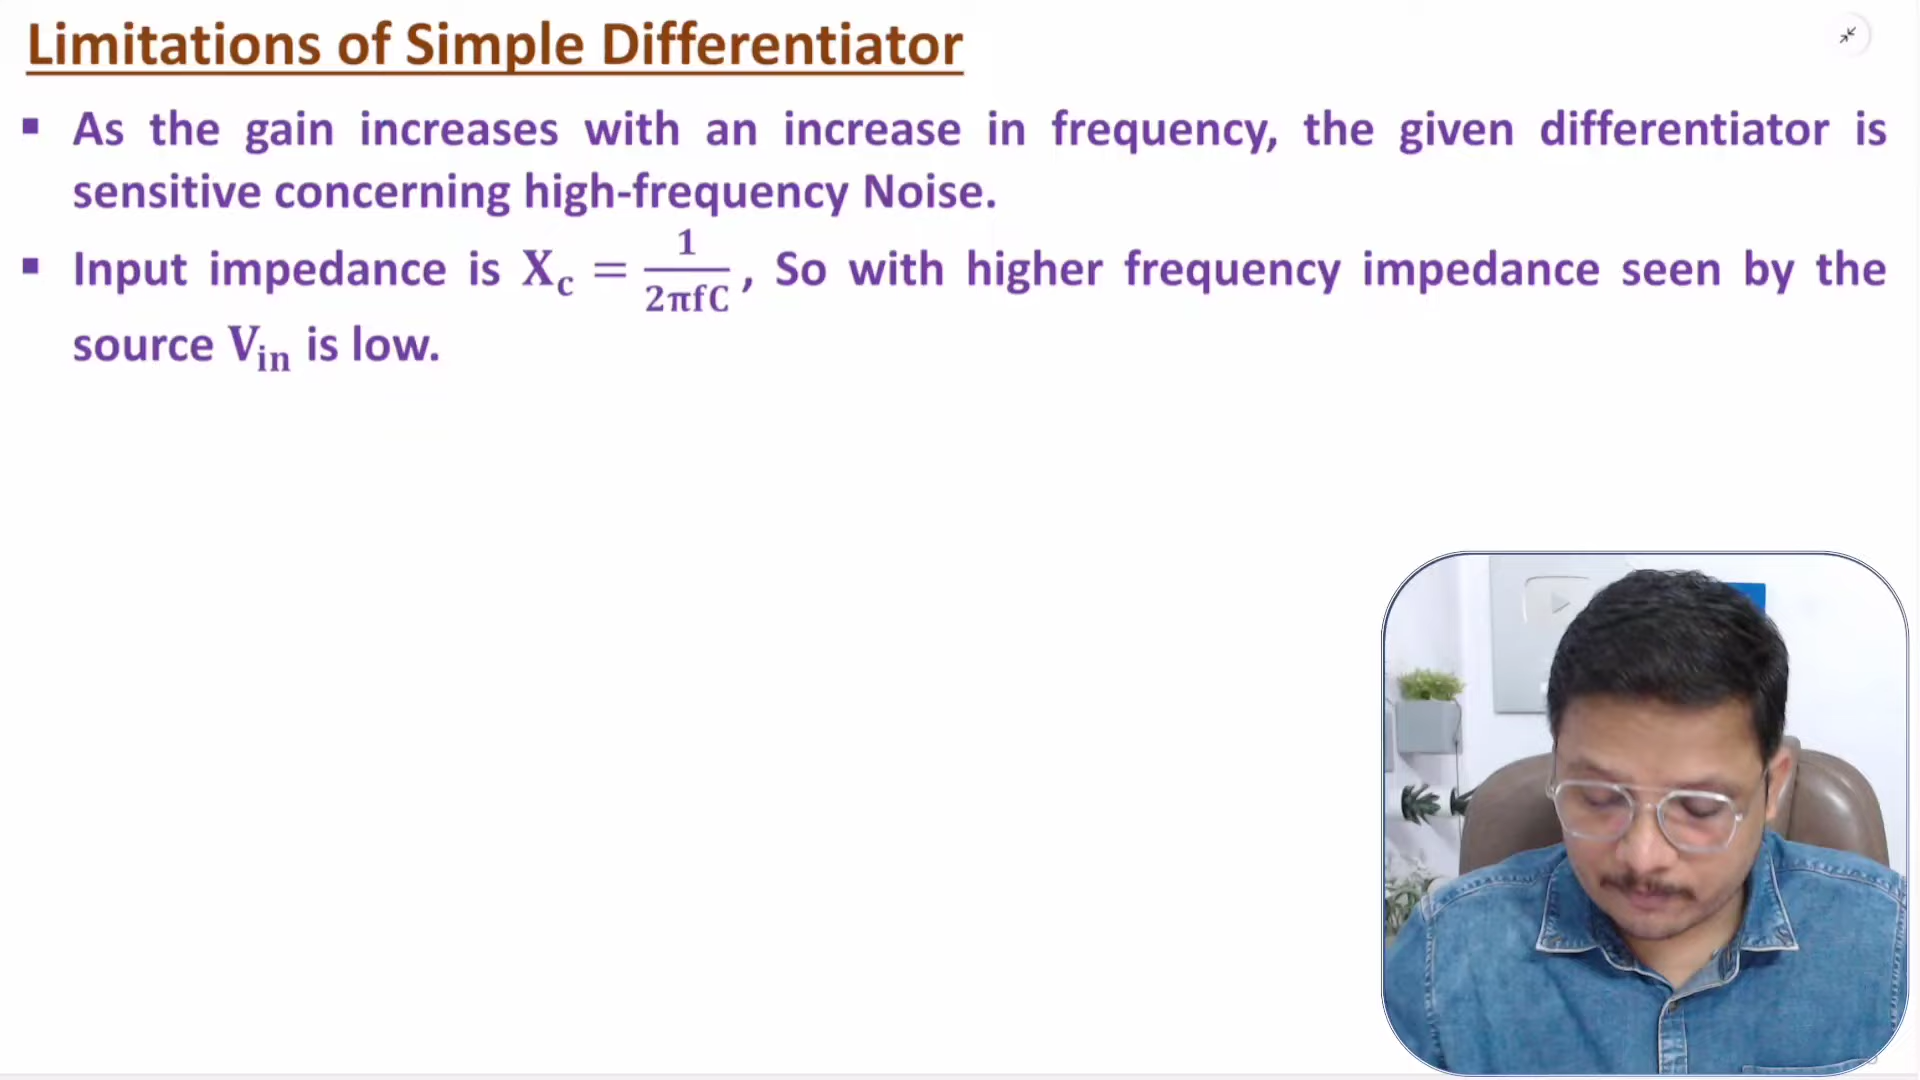 Limitations of Simple Differentiator
▪ As the gain increases with an increase in frequency, the given differentiator is
sensitive concerning high-frequency Noise.
▪ Input impedance is X_c = 1/(2πfC), So with higher frequency impedance seen by the
source V_in is low.